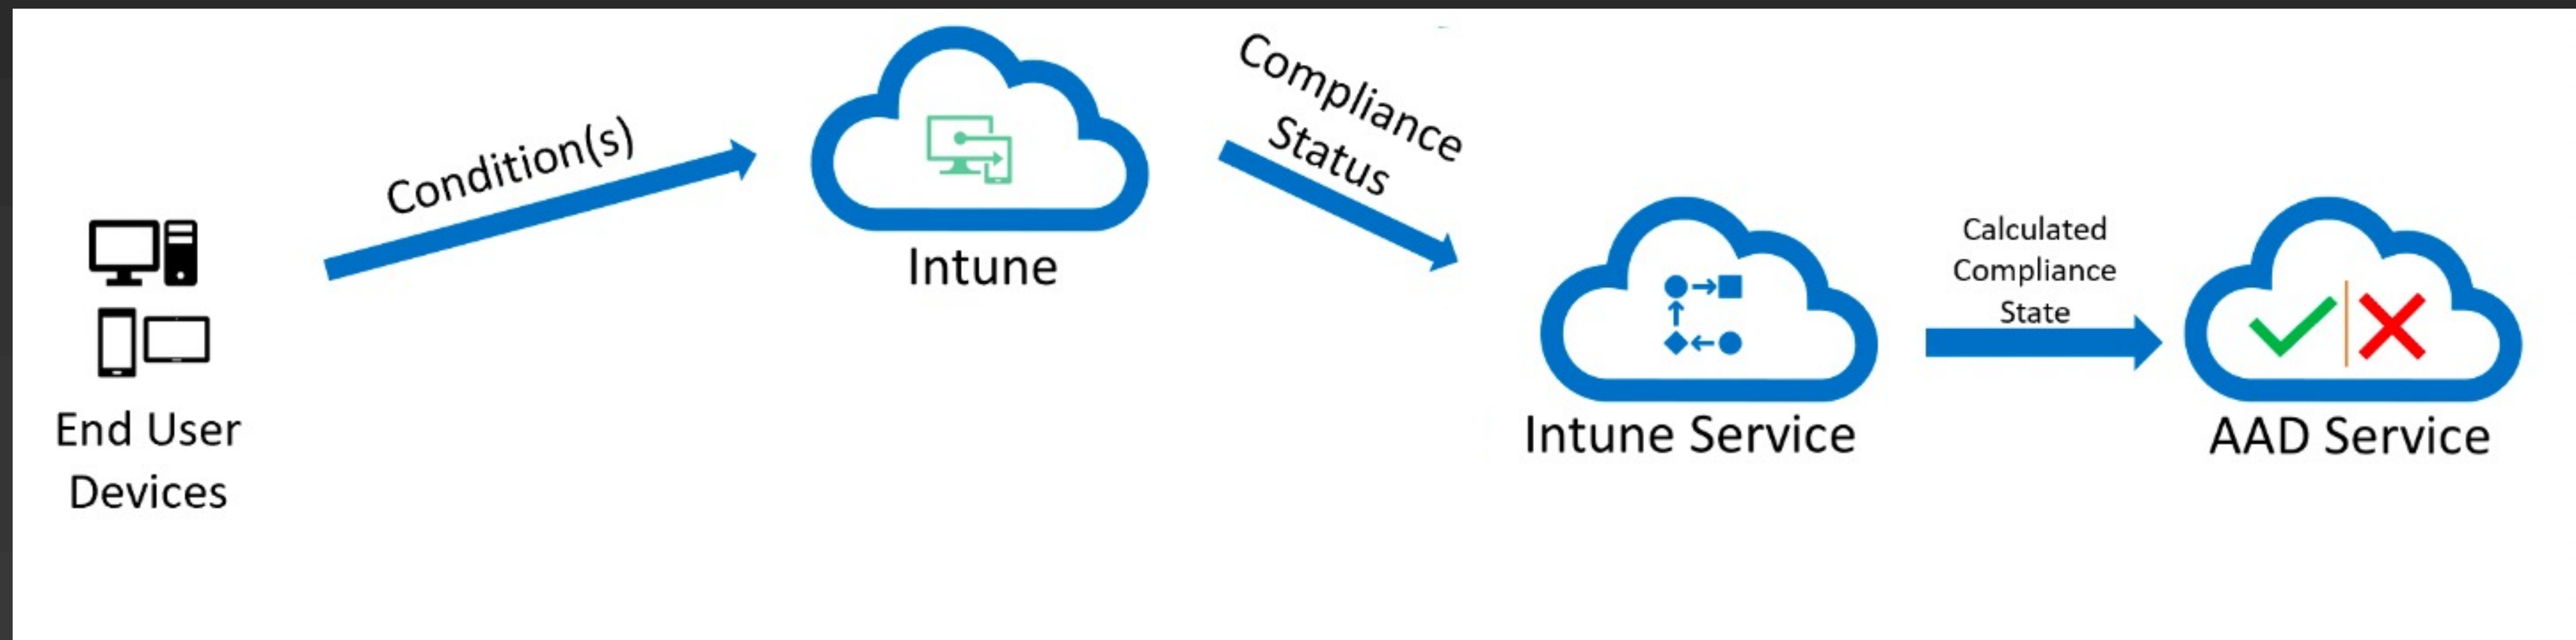 Condition(s)
Compliance
Status
Intune
Calculated
Compliance
State
End User
Devices
Intune Service
AAD Service